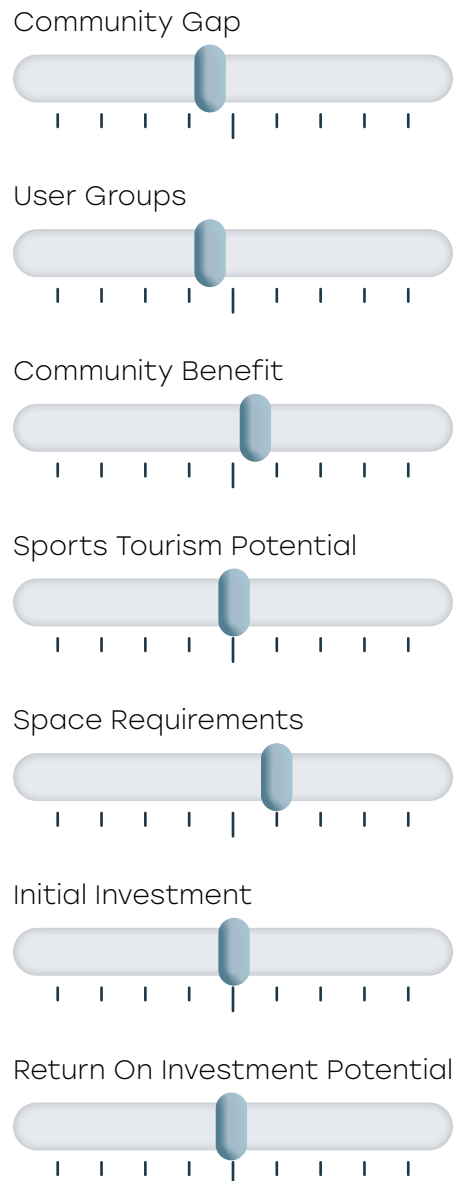 Community Gap
User Groups
Community Benefit
Sports Tourism Potential
Space Requirements
Initial Investment
Return On Investment Potential